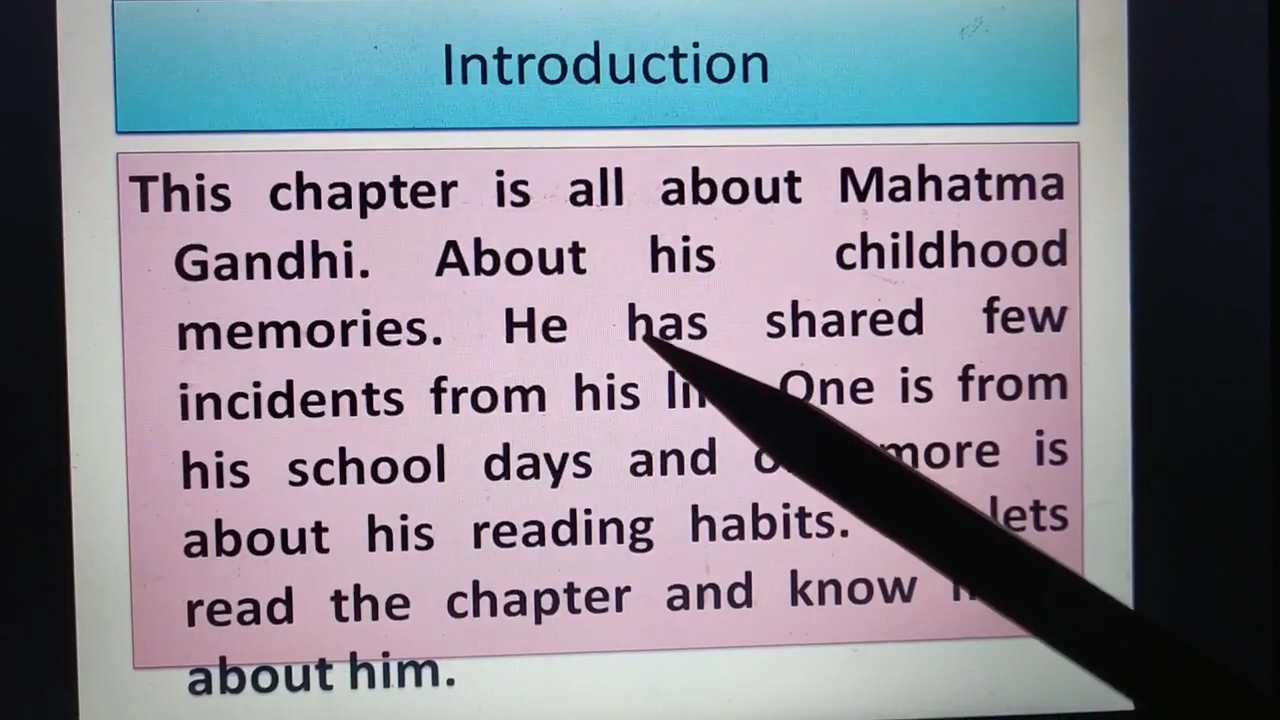 Introduction
This chapter is all about Mahatma
Gandhi. About his childhood
memories. He has shared few
incidents from his One is from
his school days and more is
about his reading habits. lets
read the chapter and know
about him.